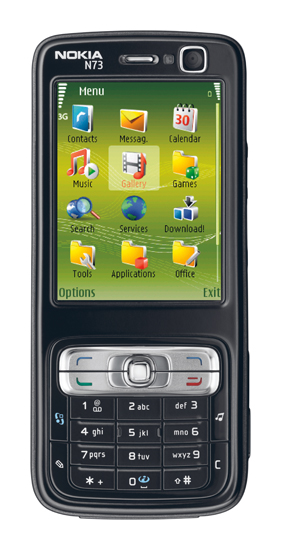 NOKIA
N73
Menu
3G
30
Contacts Messag. Calendar
Music Gallery Games
Search Services Download!
Tools Applications Office
Options Exit
1 @ 2 abc def 3
4 ghi 5 jkl mno 6
7 pqrs 8 tuv wxyz 9 C
* + 0 #